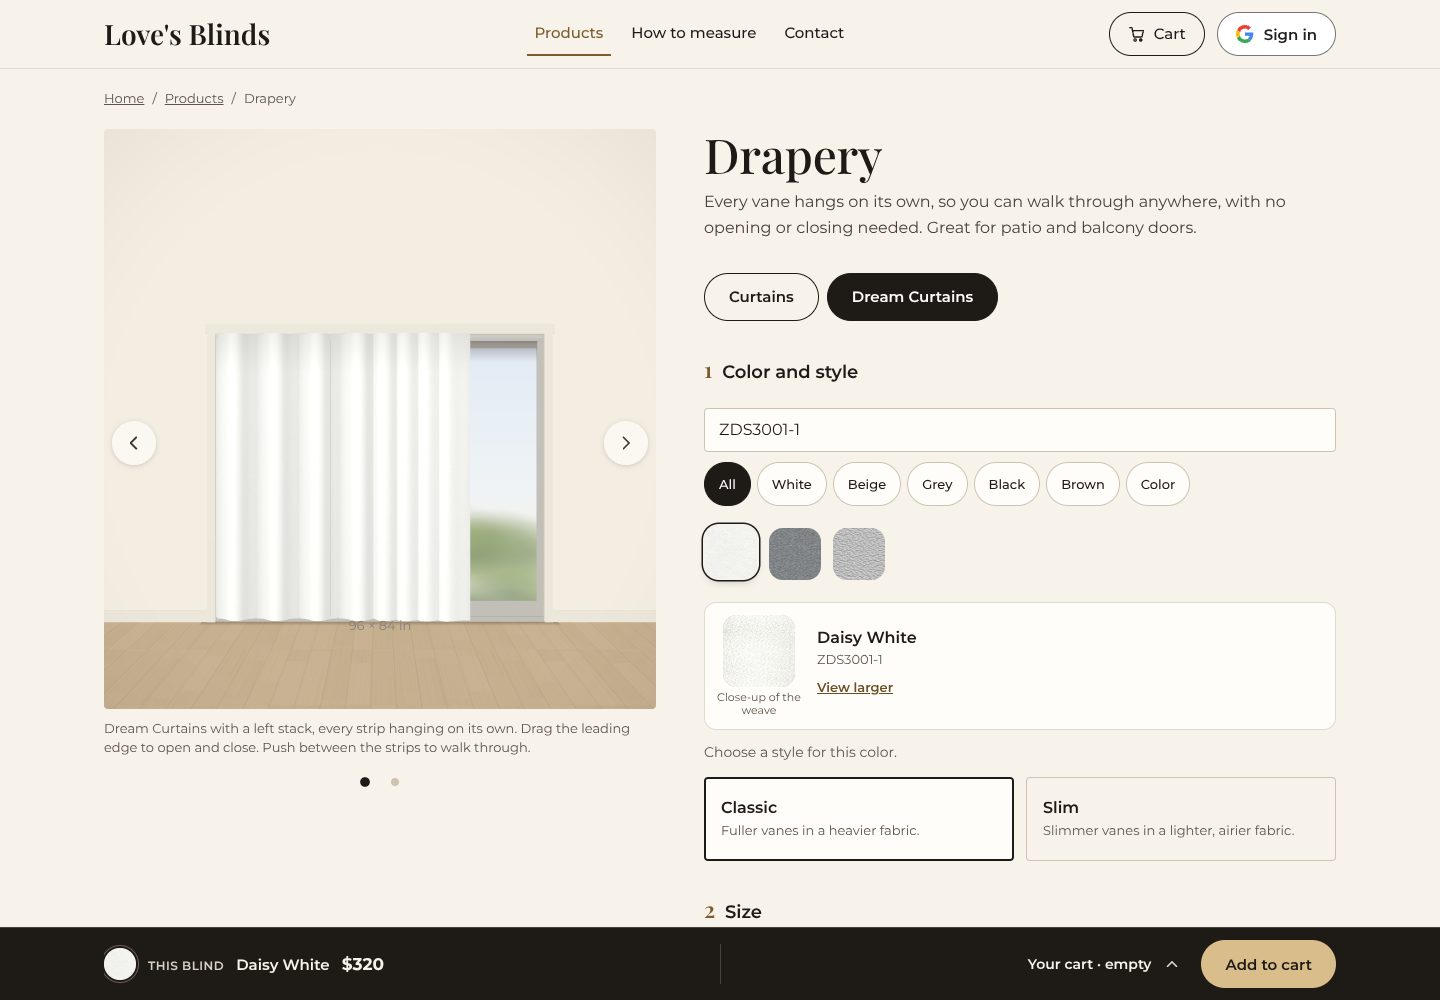 Love's Blinds
Products
How to measure
Contact
Cart
Sign in
Home / Products / Drapery
96 × 84 in
Dream Curtains with a left stack, every strip hanging on its own. Drag the leading
edge to open and close. Push between the strips to walk through.
Drapery
Every vane hangs on its own, so you can walk through anywhere, with no
opening or closing needed. Great for patio and balcony doors.
Curtains
Dream Curtains
1 Color and style
ZDS3001-1
All
White
Beige
Grey
Black
Brown
Color
Close-up of the
weave
Daisy White
ZDS3001-1
View larger
Choose a style for this color.
Classic
Fuller vanes in a heavier fabric.
Slim
Slimmer vanes in a lighter, airier fabric.
2 Size
THIS BLIND Daisy White $320
Your cart · empty
Add to cart